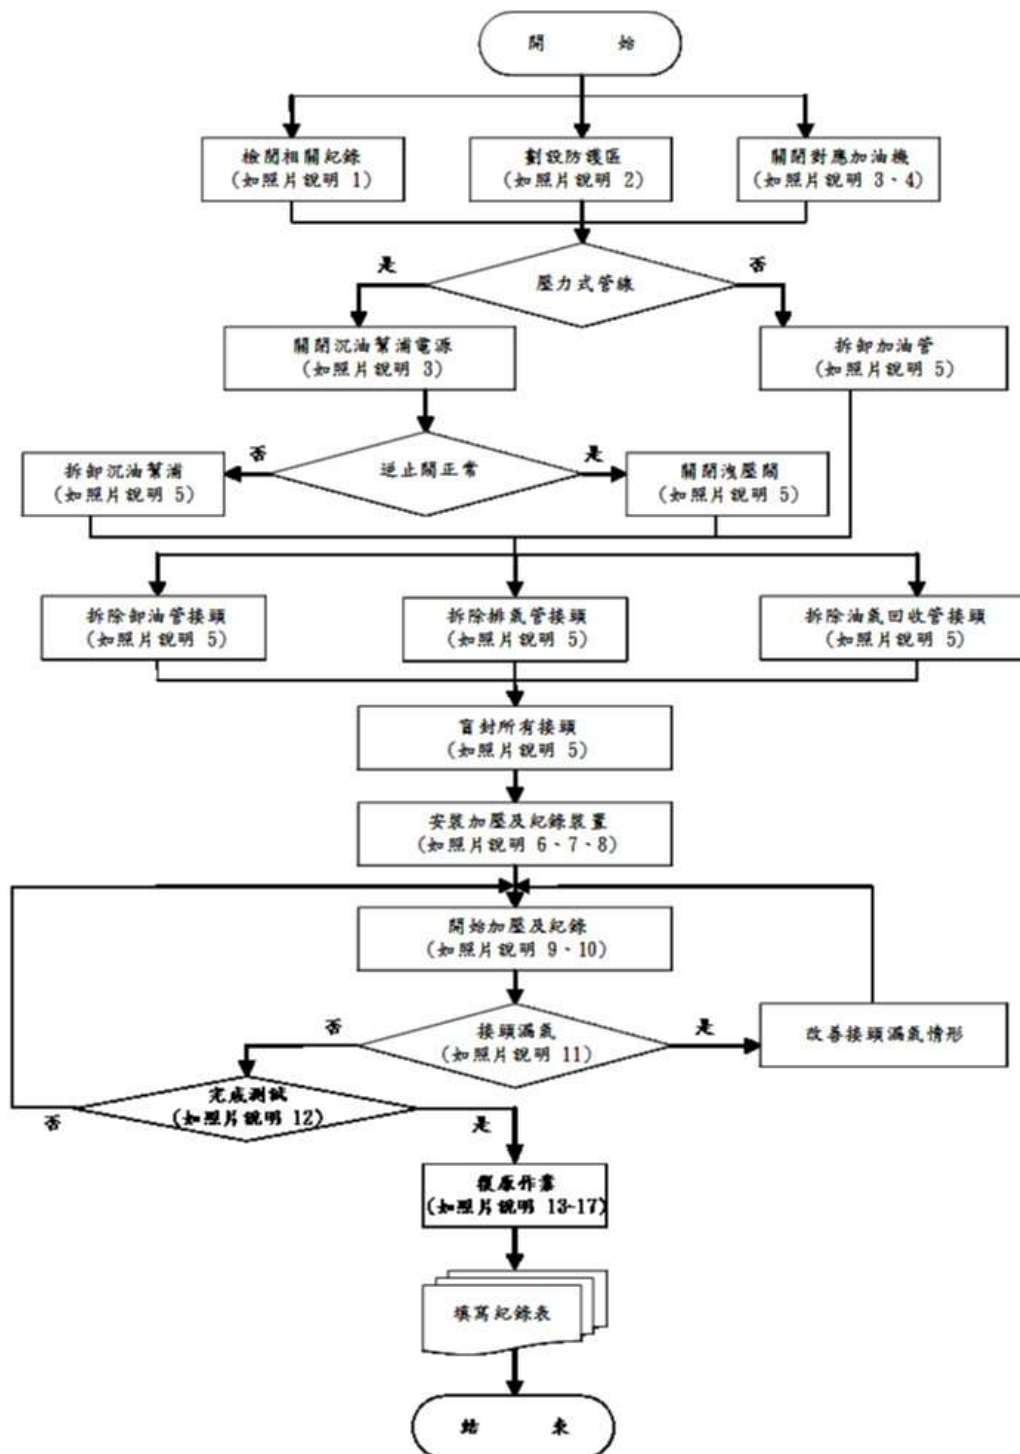 開 始
檢閱相關紀錄
(如照片說明 1)
劃設防護區
(如照片說明 2)
關閉對應加油機
(如照片說明 3、4)
是
壓力式管線
否
關閉沉油幫浦電源
(如照片說明 3)
拆卸加油管
(如照片說明 5)
拆卸沉油幫浦
(如照片說明 5)
否
逆止閥正常
是
關閉洩壓閥
(如照片說明 5)
拆除卸油管接頭
(如照片說明 5)
拆除排氣管接頭
(如照片說明 5)
拆除油氣回收管接頭
(如照片說明 5)
盲封所有接頭
(如照片說明 5)
安裝加壓及紀錄裝置
(如照片說明 6、7、8)
開始加壓及紀錄
(如照片說明 9、10)
否
接頭漏氣
(如照片說明 11)
是
改善接頭漏氣情形
完成測試
(如照片說明 12)
否
是
復原作業
(如照片說明 13~17)
填寫紀錄表
結 束